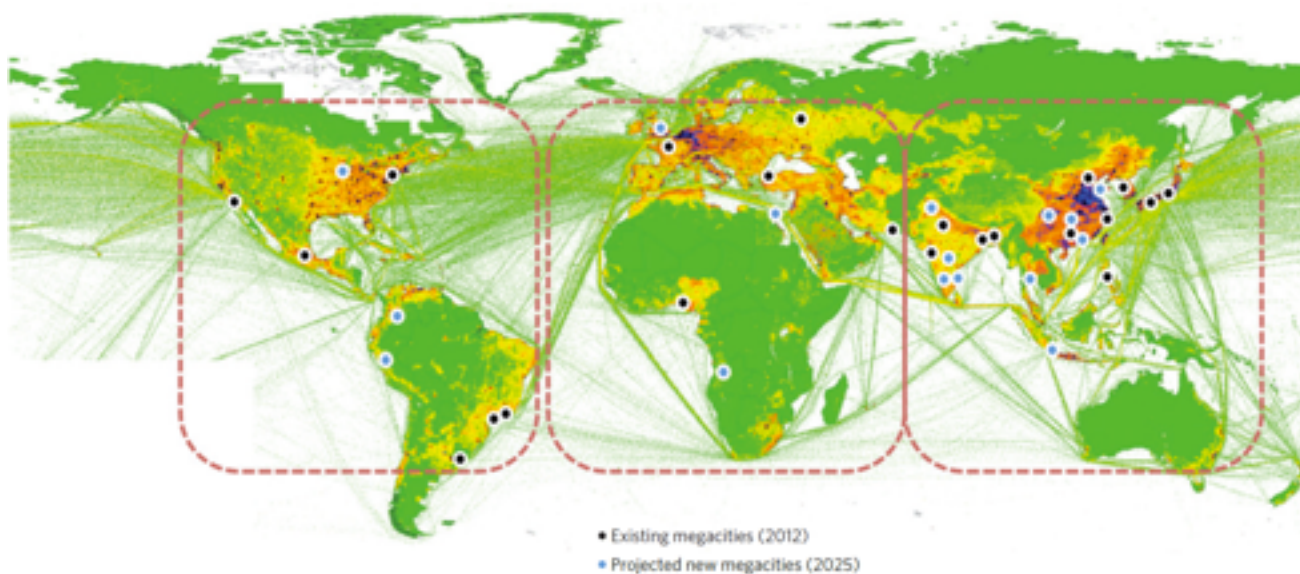 • Existing megacities (2012)
• Projected new megacities (2025)